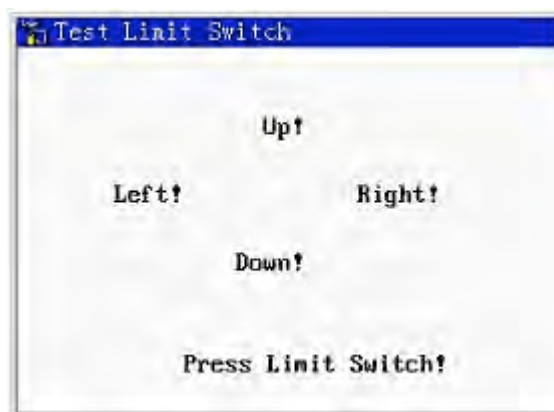 Test Limit Switch
Up!
Left! Right!
Down!
Press Limit Switch!